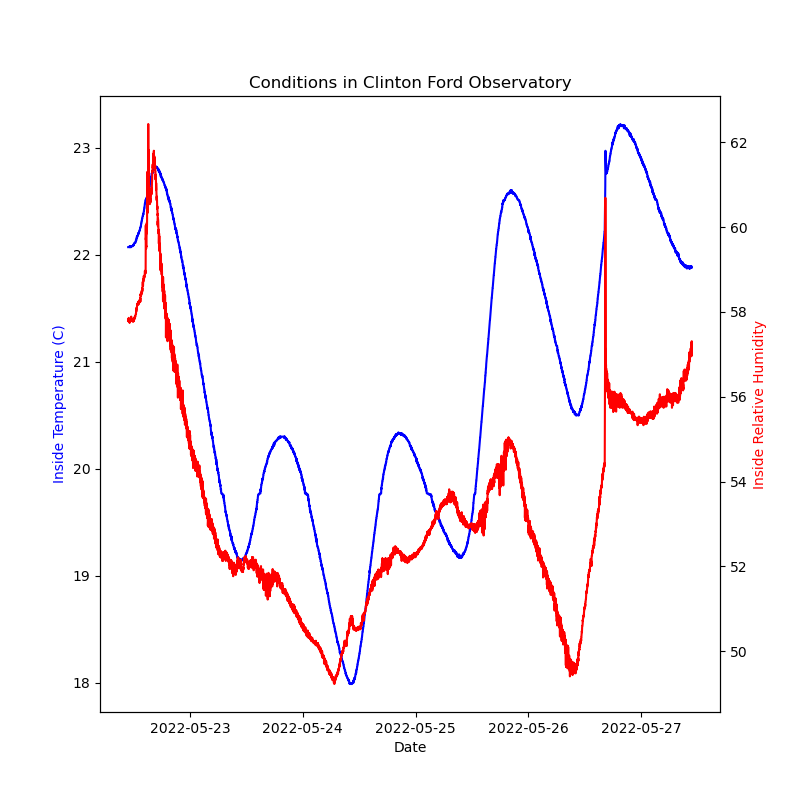 Conditions in Clinton Ford Observatory
Inside Temperature (C)
23
22
21
20
19
18
62
60
58
56
54
52
50
Inside Relative Humidity
2022-05-23 2022-05-24 2022-05-25 2022-05-26 2022-05-27
Date